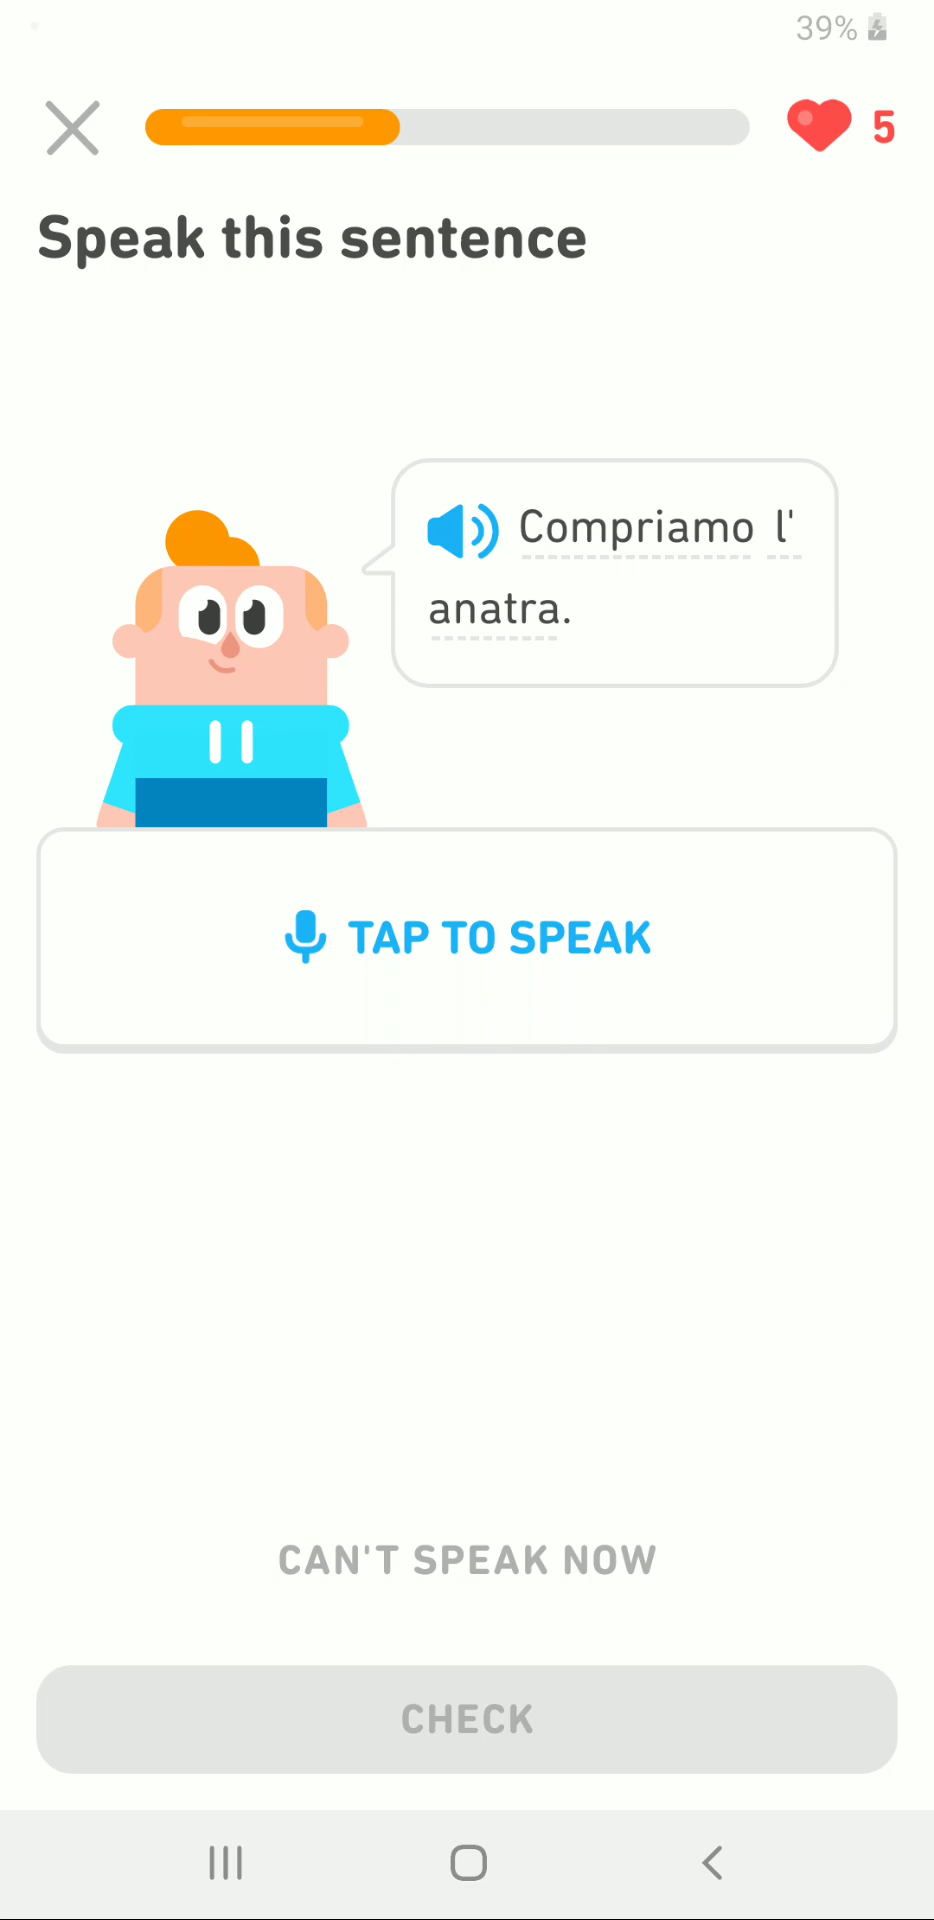 39%
5
Speak this sentence
Compriamo l'
anatra.
TAP TO SPEAK
CAN'T SPEAK NOW
CHECK